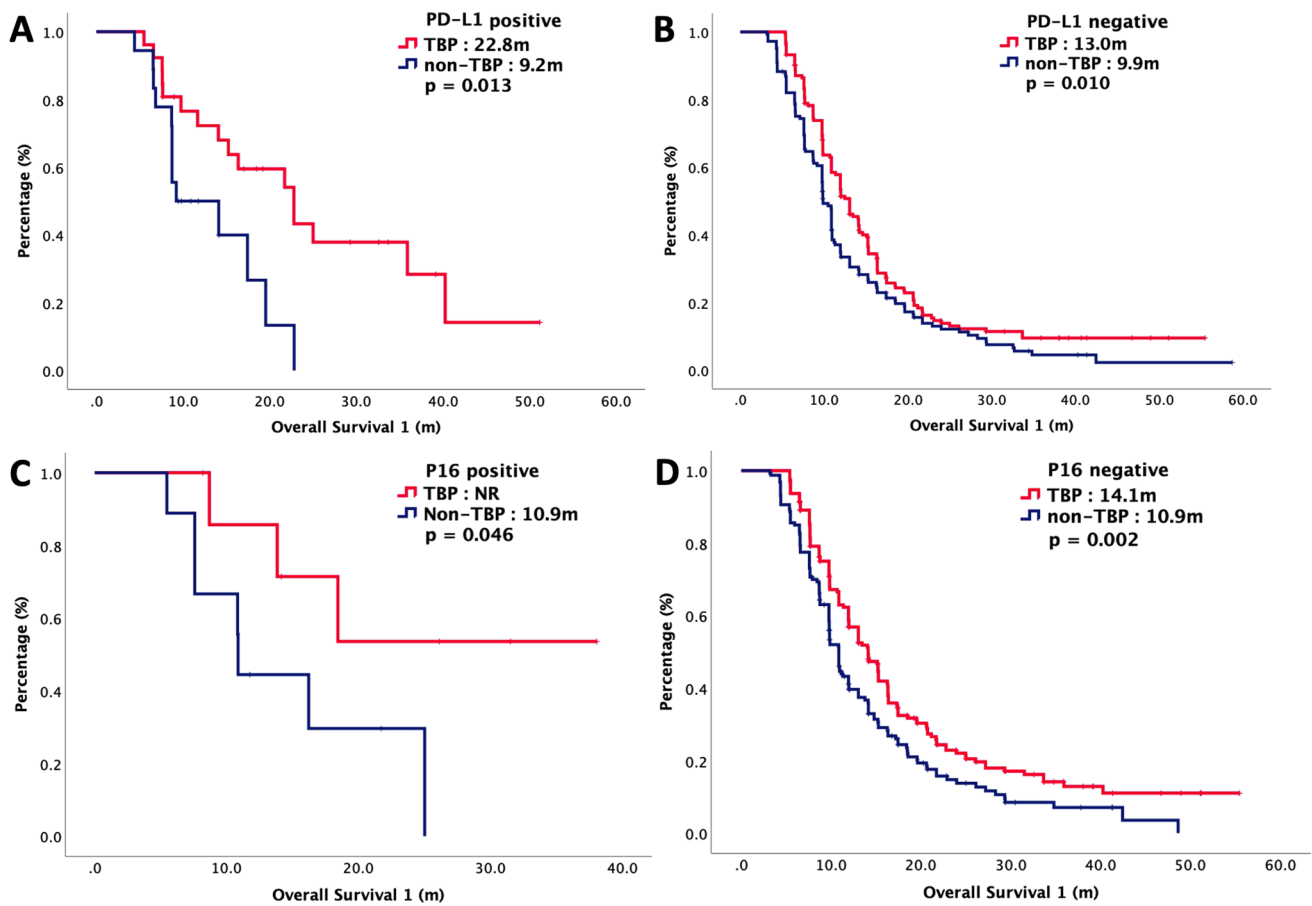 A
PD-L1 positive
TBP : 22.8m
non-TBP : 9.2m
p = 0.013
Percentage (%)
1.0
0.8
0.6
0.4
0.2
0.0
.0 10.0 20.0 30.0 40.0 50.0 60.0
Overall Survival 1 (m)
B
PD-L1 negative
TBP : 13.0m
non-TBP : 9.9m
p = 0.010
Percentage (%)
1.0
0.8
0.6
0.4
0.2
0.0
.0 10.0 20.0 30.0 40.0 50.0 60.0
Overall Survival 1 (m)
C
P16 positive
TBP : NR
Non-TBP : 10.9m
p = 0.046
Percentage (%)
1.0
0.8
0.6
0.4
0.2
0.0
.0 10.0 20.0 30.0 40.0
Overall Survival 1 (m)
D
P16 negative
TBP : 14.1m
non-TBP : 10.9m
p = 0.002
Percentage (%)
1.0
0.8
0.6
0.4
0.2
0.0
.0 10.0 20.0 30.0 40.0 50.0 60.0
Overall Survival 1 (m)